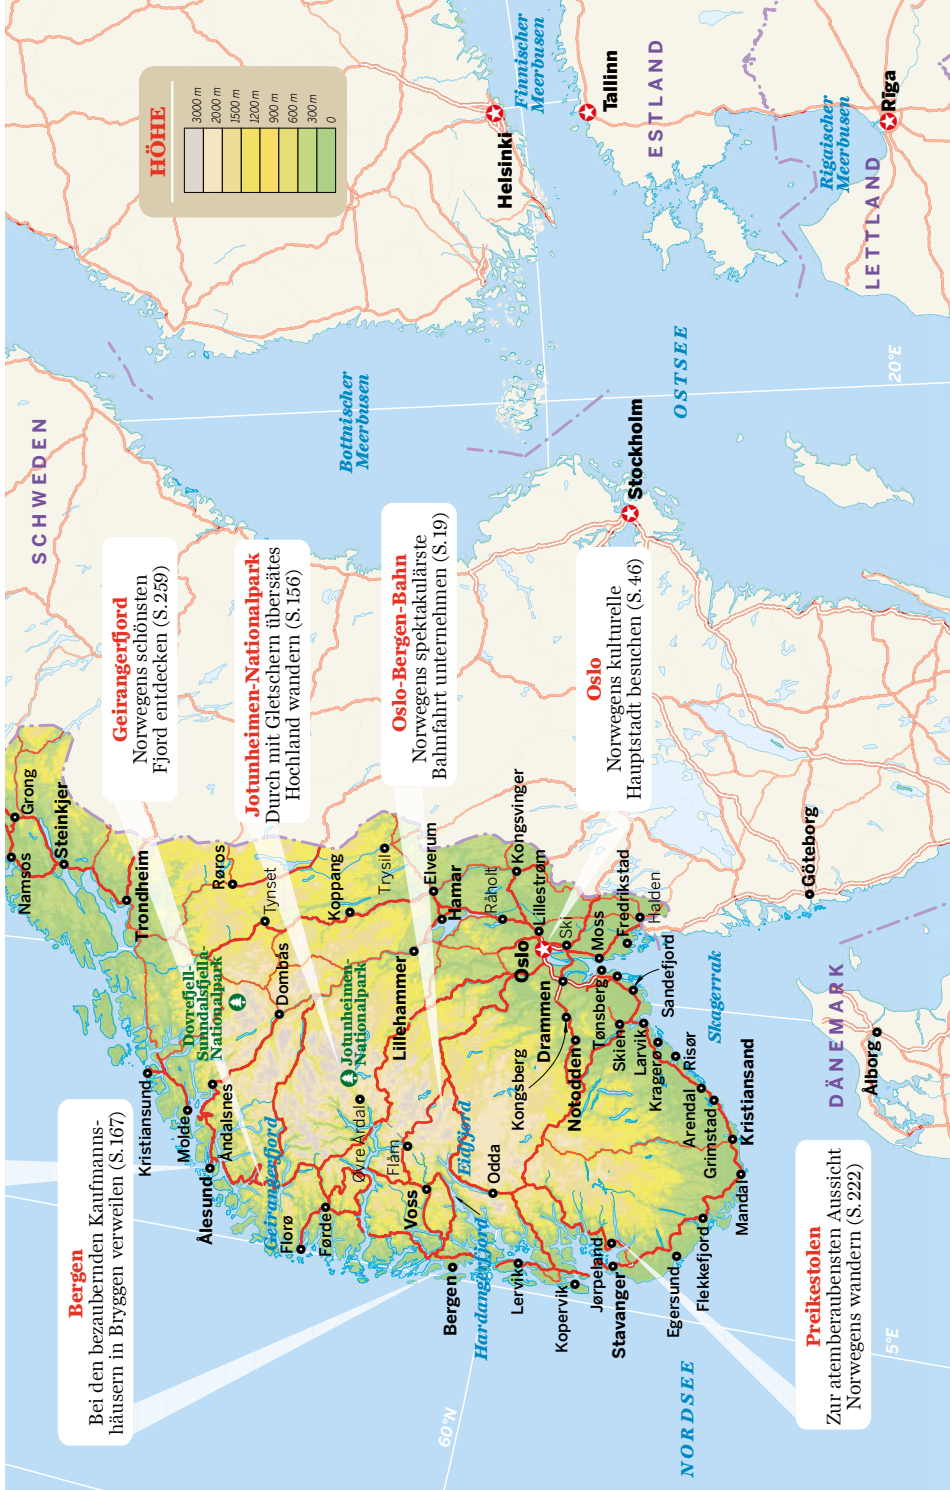 SCHWEDEN
HÖHE
3000 m
2000 m
1500 m
1200 m
900 m
600 m
300 m
0
Finnischer
Meerbusen
Helsinki
Tallinn
ESTLAND
Rigaischer
Meerbusen
Rīga
LETTLAND
Bottnischer
Meerbusen
OSTSEE
20°E
Stockholm
Geirangerfjord
Norwegens schönsten
Fjord entdecken (S. 259)
Jotunheimen-Nationalpark
Durch mit Gletschern übersätes
Hochland wandern (S. 156)
Oslo-Bergen-Bahn
Norwegens spektakulärste
Bahnfahrt unternehmen (S. 19)
Oslo
Norwegens kulturelle
Hauptstadt besuchen (S. 46)
Bergen
Bei den bezaubernden Kaufmanns-
häusern in Bryggen verweilen (S. 167)
Preikestolen
Zur atemberaubendsten Aussicht
Norwegens wandern (S. 222)
Namsos
Grong
Steinkjer
Trondheim
Kristiansund
Molde
Åndalsnes
Ålesund
Dovrefjell-
Sunndalsfjella-
Nationalpark
Røros
Tynset
Dombås
Koppang
Trysil
Jotunheimen-
Nationalpark
Geirangerfjord
Florø
Førde
Øvre Årdal
Flåm
Voss
Lillehammer
Elverum
Hamar
Råholt
Kongsvinger
Lillestrøm
Eidfjord
Bergen
Hardangerfjord
Odda
Oslo
Ski
Drammen
Kongsberg
Notodden
Moss
Fredrikstad
Halden
Tønsberg
Sandefjord
Skien
Larvik
Kragerø
Risør
Arendal
Grimstad
Kristiansand
Mandal
Flekkefjord
Egersund
Stavanger
Jørpeland
Kopervik
Lervik
60°N
NORDSEE
5°E
Skagerrak
Göteborg
DÄNEMARK
Ålborg